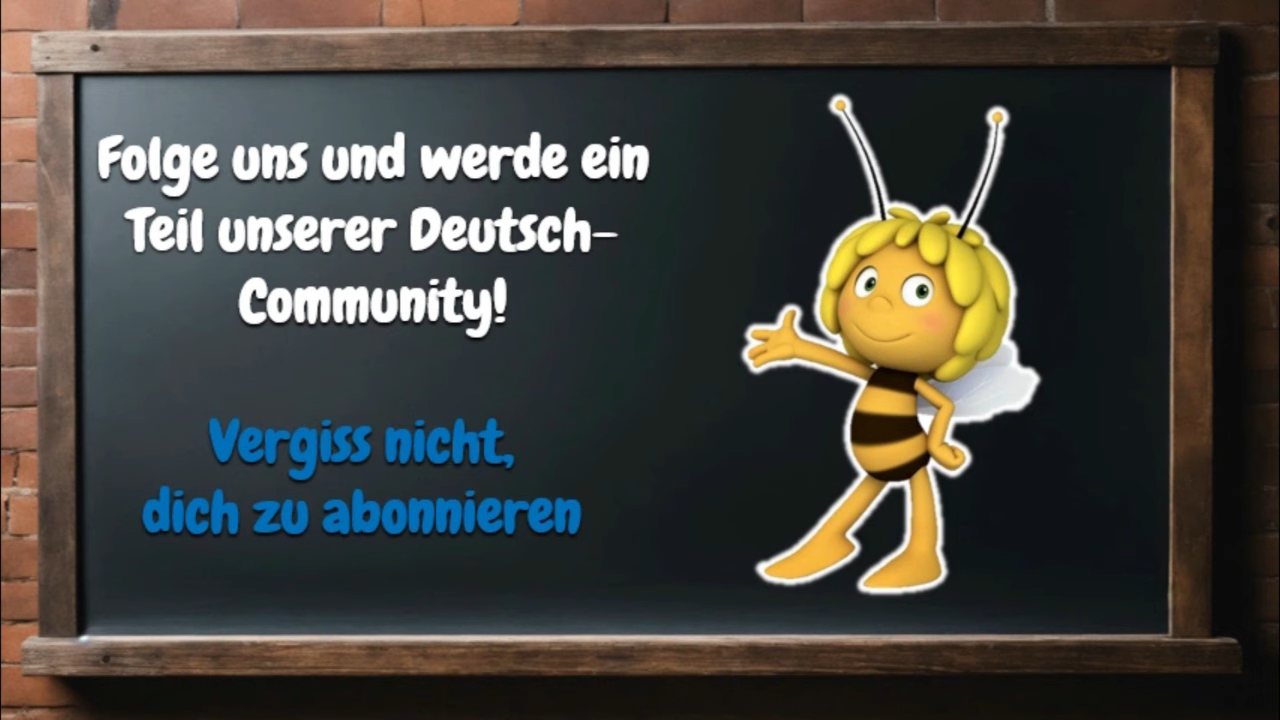 Folge uns und werde ein
Teil unserer Deutsch-
Community!
Vergiss nicht,
dich zu abonnieren